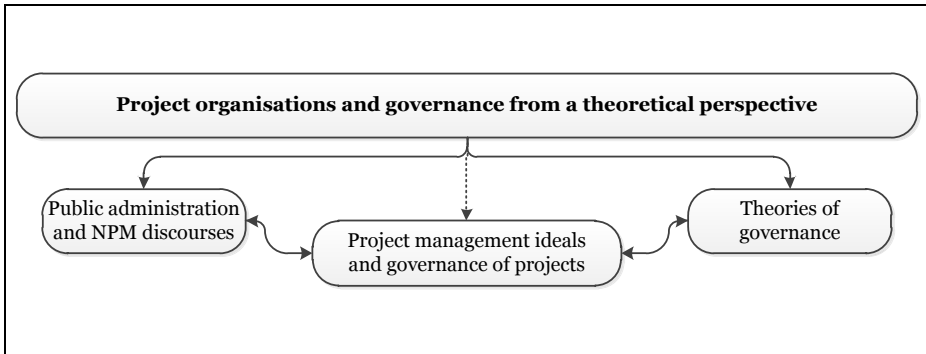 Project organisations and governance from a theoretical perspective
Public administration
and NPM discourses
Project management ideals
and governance of projects
Theories of
governance